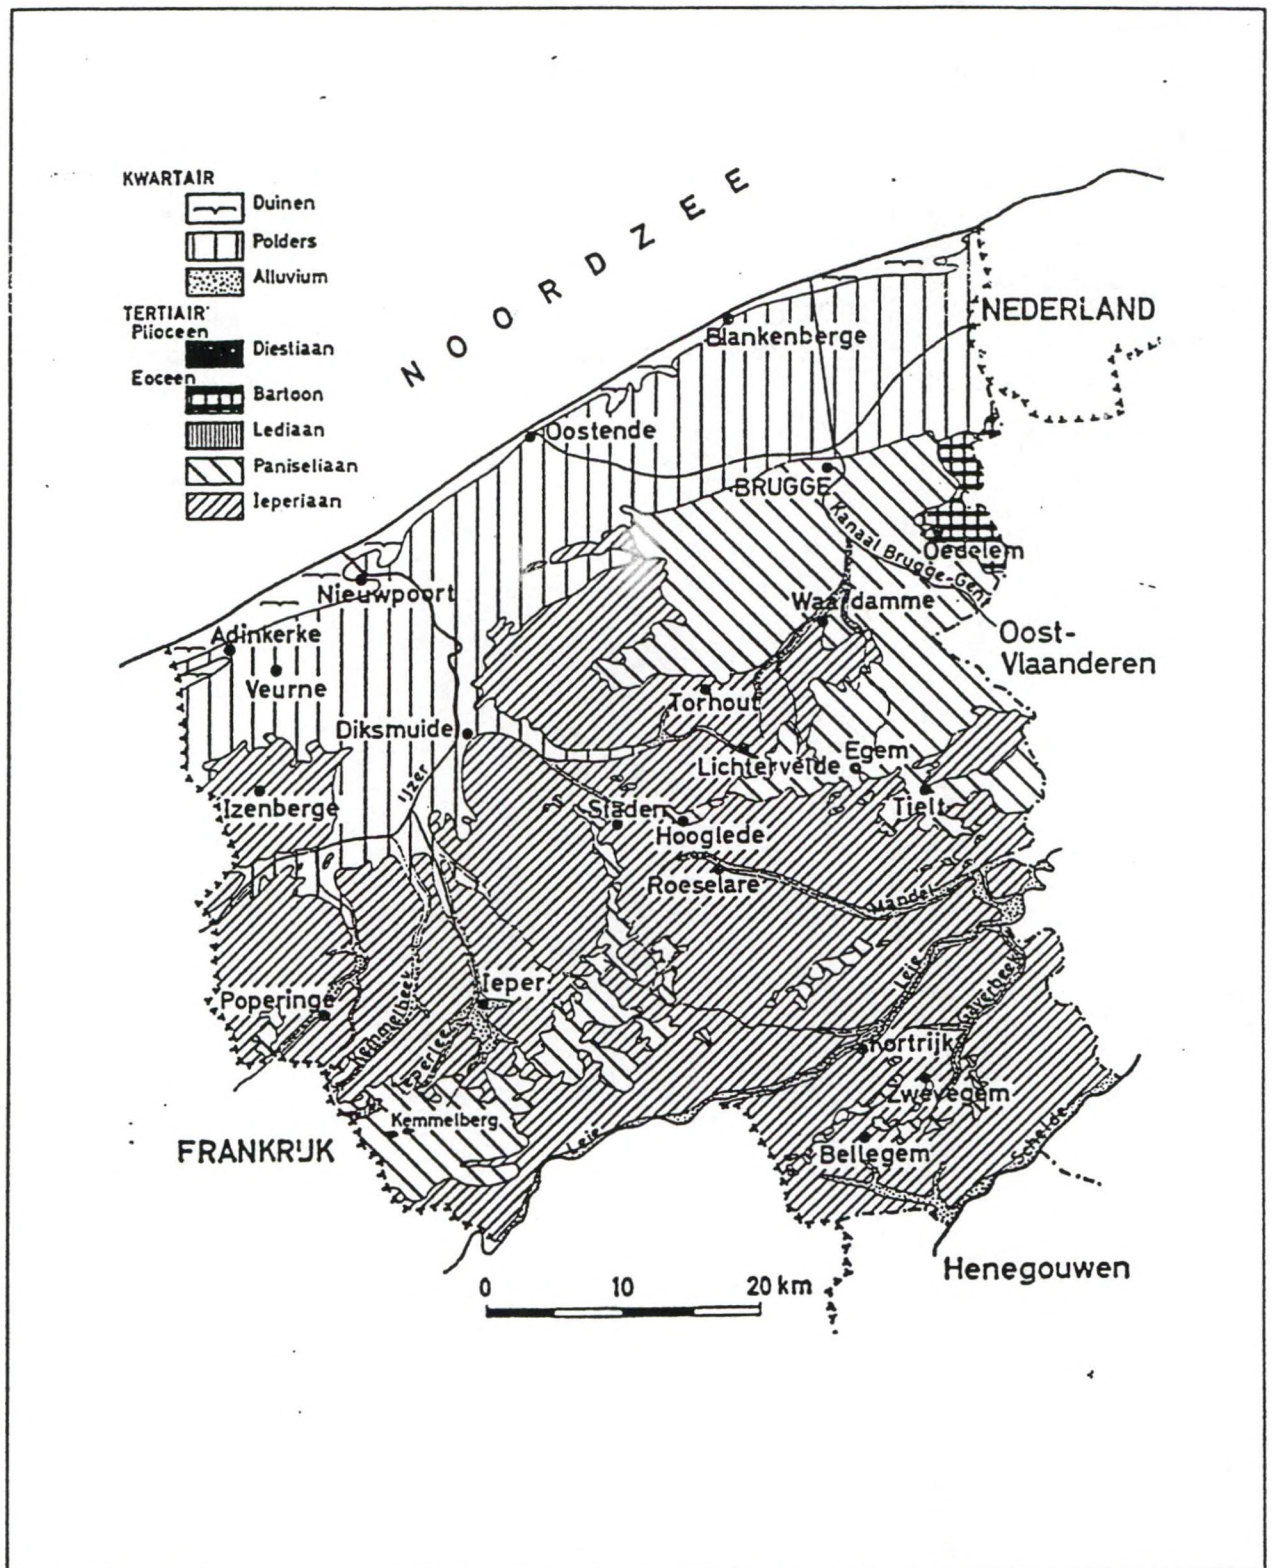 KWARTAIR
Duinen
Polders
Alluvium
TERTIAIR
Plioceen
Diestiaan
Eoceen
Bartoon
Lediaan
Paniseliaan
Ieperiaan
NOORDZEE
NEDERLAND
Blankenberge
Oostende
BRUGGE
Kanaal Brugge-Gent
Oedelem
Nieuwpoort
Waardamme
Adinkerke
Oost-
Vlaanderen
Veurne
Torhout
Diksmuide
Egem
Lichtervelde
IJzer
Izenberge
Staden
Tielt
Hooglede
Roeselare
Mandel
Ieper
Leie
Gaverbeek
Poperinge
Kemmelbeek
Ieperlee
Kortrijk
Zwevegem
Kemmelberg
FRANKRIJK
Leie
Bellegem
Schelde
Henegouwen
0 10 20 km